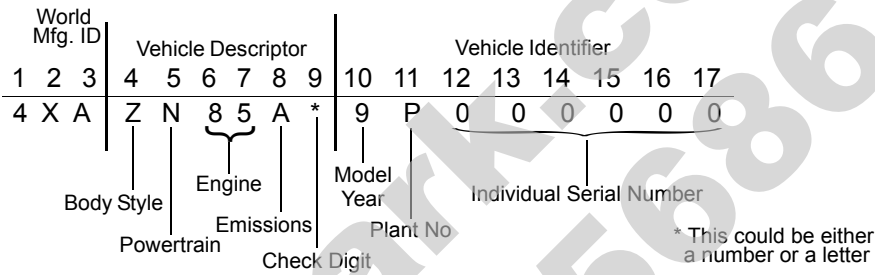 World
Mfg. ID
Vehicle Descriptor
Vehicle Identifier
1 2 3 4 5 6 7 8 9 10 11 12 13 14 15 16 17
4 X A Z N 8 5 A * 9 P 0 0 0 0 0 0
Body Style
Powertrain
Engine
Emissions
Check Digit
Model
Year
Plant No
Individual Serial Number
* This could be either
a number or a letter